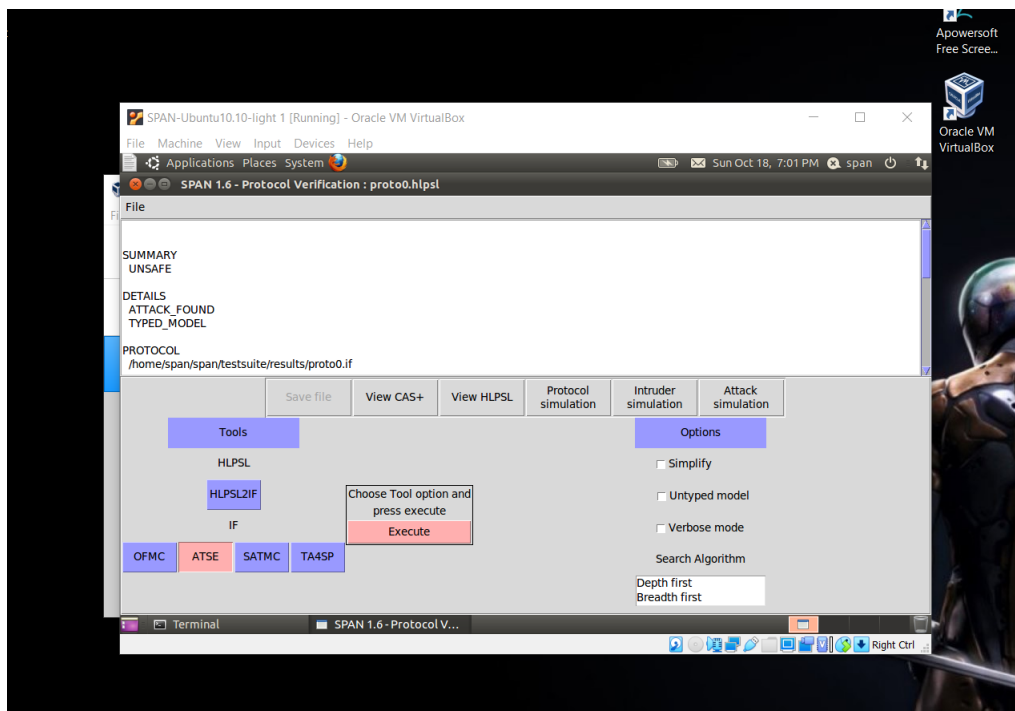 Apowersoft
Free Scree...
Oracle VM
VirtualBox
SPAN-Ubuntu10.10-light 1 [Running] - Oracle VM VirtualBox
File Machine View Input Devices Help
Applications Places System
Sun Oct 18, 7:01 PM
span
SPAN 1.6 - Protocol Verification : proto0.hlpsl
File
SUMMARY
UNSAFE
DETAILS
ATTACK_FOUND
TYPED_MODEL
PROTOCOL
/home/span/span/testsuite/results/proto0.if
Save file
View CAS+
View HLPSL
Protocol
simulation
Intruder
simulation
Attack
simulation
Tools
HLPSL
HLPSL2IF
IF
OFMC
ATSE
SATMC
TA4SP
Choose Tool option and
press execute
Execute
Options
Simplify
Untyped model
Verbose mode
Search Algorithm
Depth first
Breadth first
Terminal
SPAN 1.6 - Protocol V...
Right Ctrl